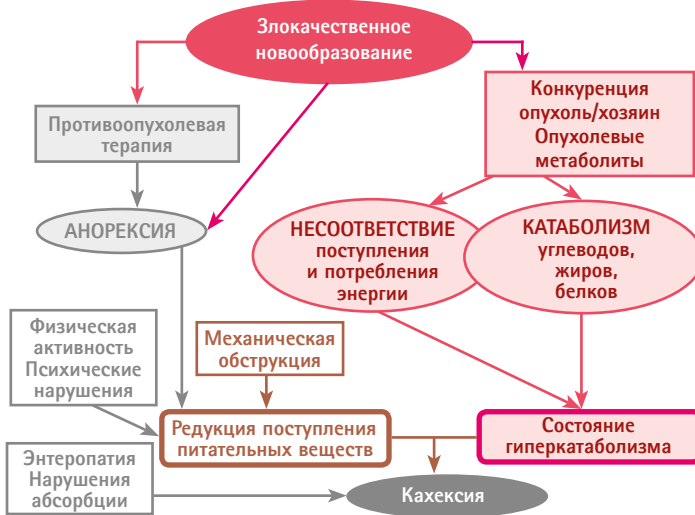 Злокачественное
новообразование
Противоопухолевая
терапия
Конкуренция
опухоль/хозяин
Опухолевые
метаболиты
АНОРЕКСИЯ
НЕСООТВЕТСТВИЕ
поступления
и потребления
энергии
КАТАБОЛИЗМ
углеводов,
жиров,
белков
Физическая
активность
Психические
нарушения
Механическая
обструкция
Редукция поступления
питательных веществ
Состояние
гиперкатаболизма
Энтеропатия
Нарушения
абсорбции
Кахексия